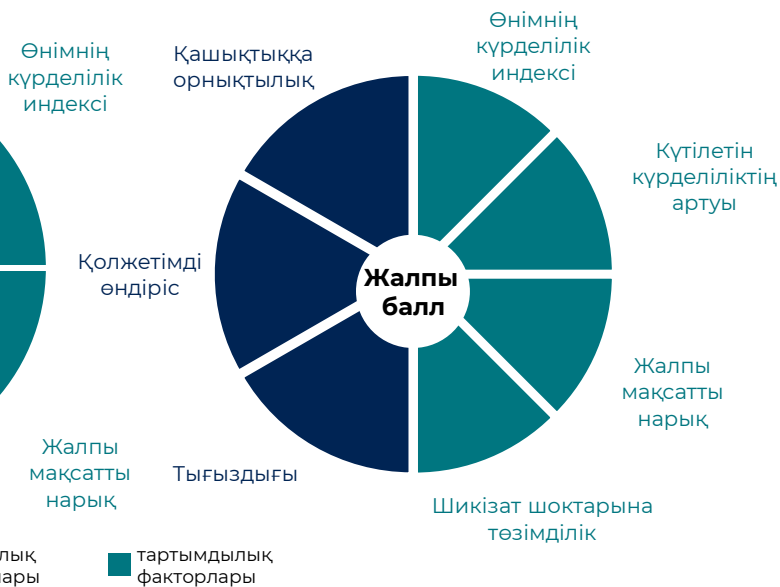 Өнімнің
күрделілік
индексі
Қашықтыққа
орнықтылық
Өнімнің
күрделілік
индексі
Күтілетін
күрделіліктің
артуы
Қолжетімді
өндіріс
Жалпы
балл
Жалпы
мақсатты
нарық
Жалпы
мақсатты
нарық
Тығыздығы
Шикізат шоктарына
төзімділік
тартымдылық
факторлары